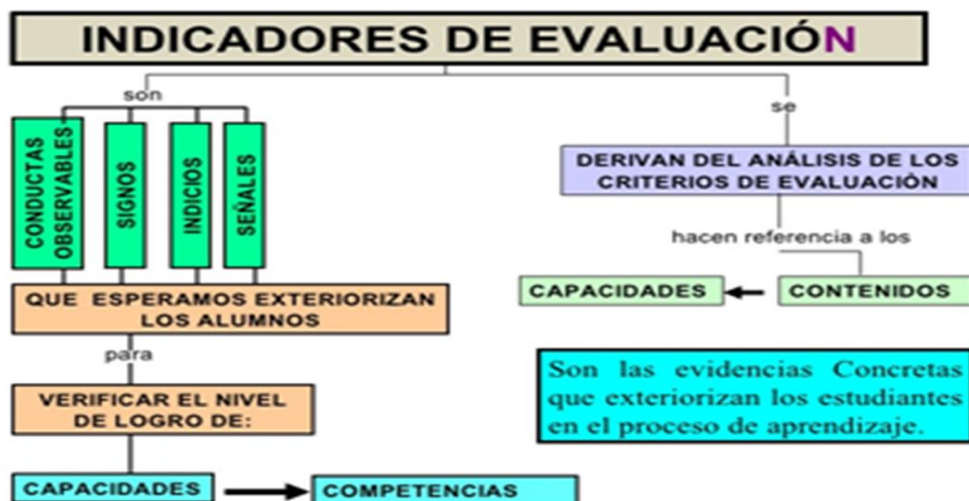 INDICADORES DE EVALUACIÓN
son
se
CONDUCTAS
OBSERVABLES
SIGNOS
INDICIOS
SEÑALES
DERIVAN DEL ANÁLISIS DE LOS
CRITERIOS DE EVALUACIÒN
hacen referencia a los
CAPACIDADES
CONTENIDOS
QUE ESPERAMOS EXTERIORIZAN
LOS ALUMNOS
para
VERIFICAR EL NIVEL
DE LOGRO DE:
CAPACIDADES
COMPETENCIAS
Son las evidencias Concretas
que exteriorizan los estudiantes
en el proceso de aprendizaje.